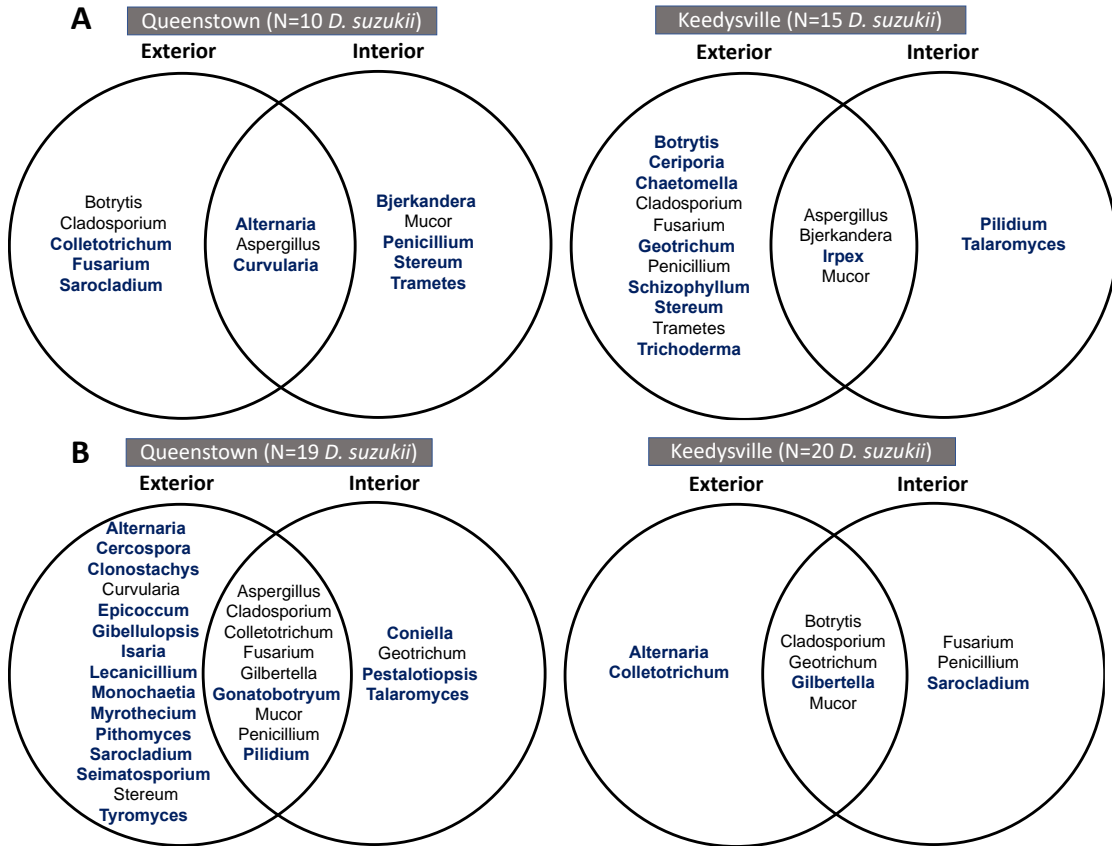 A
Queenstown (N=10 D. suzukii)
Exterior
Interior
Botrytis
Cladosporium
Colletotrichum
Fusarium
Sarocladium
Alternaria
Aspergillus
Curvularia
Bjerkandera
Mucor
Penicillium
Stereum
Trametes
Keedysville (N=15 D. suzukii)
Exterior
Interior
Botrytis
Ceriporia
Chaetomella
Cladosporium
Fusarium
Geotrichum
Penicillium
Schizophyllum
Stereum
Trametes
Trichoderma
Aspergillus
Bjerkandera
Irpex
Mucor
Pilidium
Talaromyces
B
Queenstown (N=19 D. suzukii)
Exterior
Interior
Alternaria
Cercospora
Clonostachys
Curvularia
Epicoccum
Gibellulopsis
Isaria
Lecanicillium
Monochaetia
Myrothecium
Pithomyces
Sarocladium
Seimatosporium
Stereum
Tyromyces
Aspergillus
Cladosporium
Colletotrichum
Fusarium
Gilbertella
Gonatobotryum
Mucor
Penicillium
Pilidium
Coniella
Geotrichum
Pestalotiopsis
Talaromyces
Keedysville (N=20 D. suzukii)
Exterior
Interior
Alternaria
Colletotrichum
Botrytis
Cladosporium
Geotrichum
Gilbertella
Mucor
Fusarium
Penicillium
Sarocladium